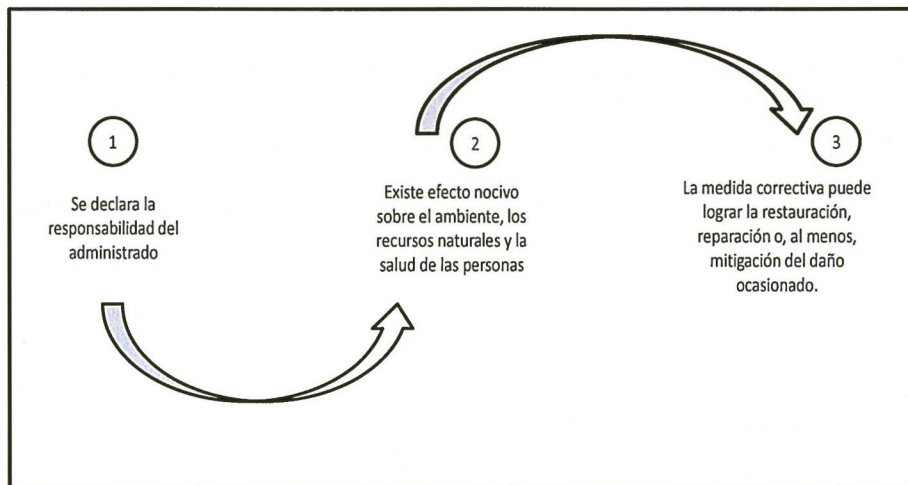 1
Se declara la
responsabilidad del
administrado
2
Existe efecto nocivo
sobre el ambiente, los
recursos naturales y la
salud de las personas
3
La medida correctiva puede
lograr la restauración,
reparación o, al menos,
mitigación del daño
ocasionado.